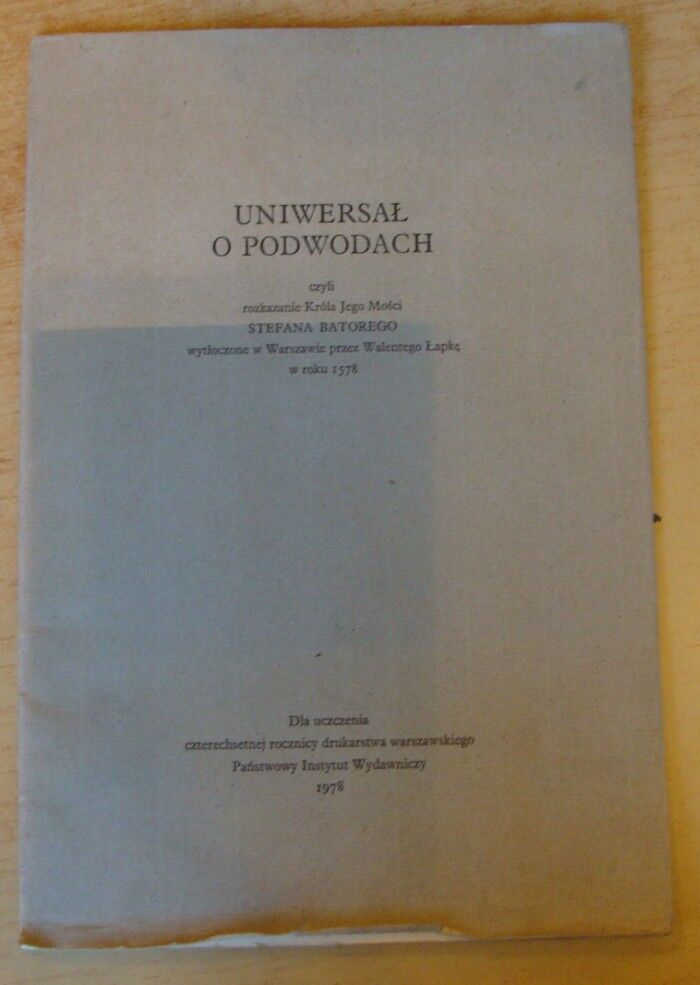 UNIWERSAŁ
O PODWODACH
czyli
rozkazanie Króla Jego Mości
STEFANA BATOREGO
wytłoczone w Warszawie przez Walentego Łapkę
w roku 1578
Dla uczczenia
czterechsetnej rocznicy drukarstwa warszawskiego
Państwowy Instytut Wydawniczy
1978